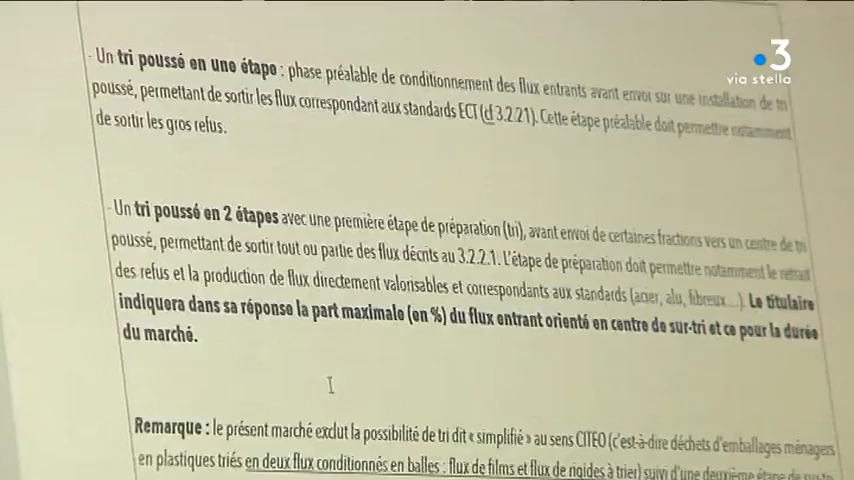 3
via stella
- Un tri poussé en une étape : phase préalable de conditionnement des flux entrants avant envoi sur une installation de tri
poussé, permettant de sortir les flux correspondant aux standards ECT (cf 3.2.21). Cette étape préalable doit permettre notamment
de sortir les gros refus.
- Un tri poussé en 2 étapes avec une première étape de préparation (tri), avant envoi de certaines fractions vers un centre de tri
poussé, permettant de sortir tout ou partie des flux décrits au 3.2.2.1. L'étape de préparation doit permettre notamment le retrait
des refus et la production de flux directement valorisables et correspondants aux standards (acier, alu, fibreux...). Le titulaire
indiquera dans sa réponse la part maximale (en %) du flux entrant orienté en centre de sur-tri et ce pour la durée
du marché.
Remarque : le présent marché exclut la possibilité de tri dit « simplifié » au sens CITEO (c'est-à-dire déchets d'emballages ménagers
en plastiques triés en deux flux conditionnés en balles : flux de films et flux de rigides à trier) suivi d'une deuxième étape de sur-tri